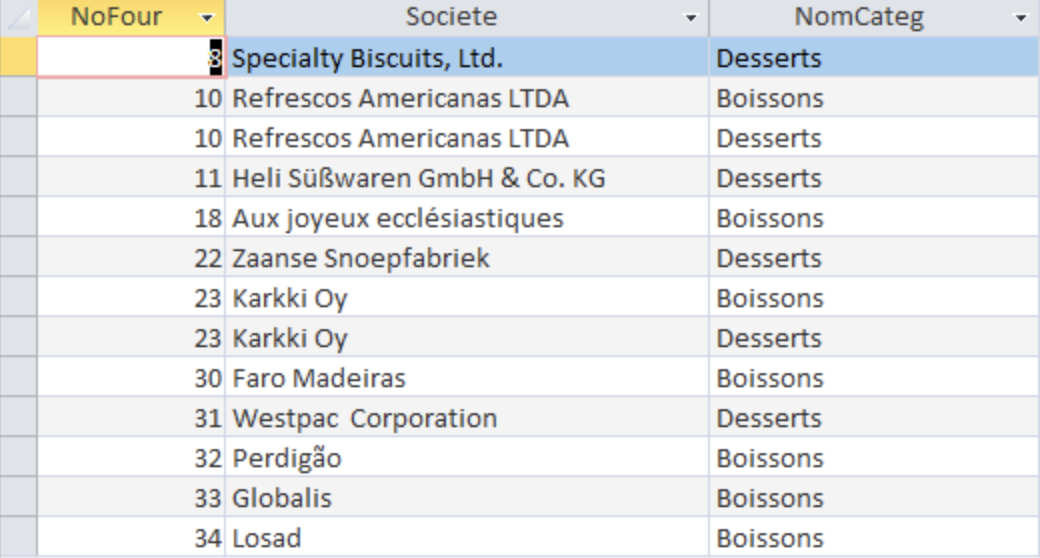 NoFour Societe NomCateg
8 Specialty Biscuits, Ltd. Desserts
10 Refrescos Americanas LTDA Boissons
10 Refrescos Americanas LTDA Desserts
11 Heli Süßwaren GmbH & Co. KG Desserts
18 Aux joyeux ecclésiastiques Boissons
22 Zaanse Snoepfabriek Desserts
23 Karkki Oy Boissons
23 Karkki Oy Desserts
30 Faro Madeiras Boissons
31 Westpac Corporation Desserts
32 Perdigão Boissons
33 Globalis Boissons
34 Losad Boissons